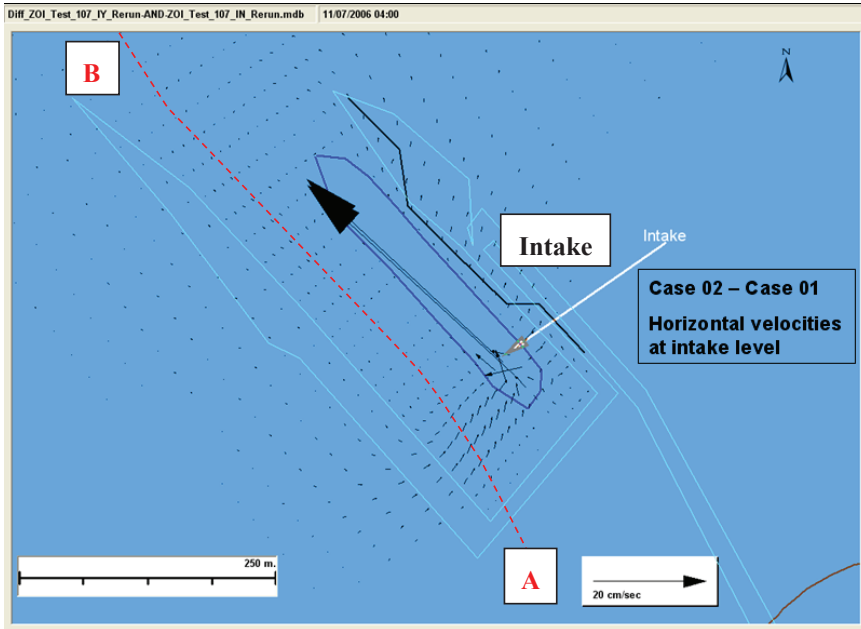 Diff_ZOI_Test_107_IY_Rerun-AND-ZOI_Test_107_IN_Rerun.mdb 11/07/2006 04:00
B
N
Intake
Intake
Case 02 – Case 01
Horizontal velocities
at intake level
250 m.
A
20 cm/sec